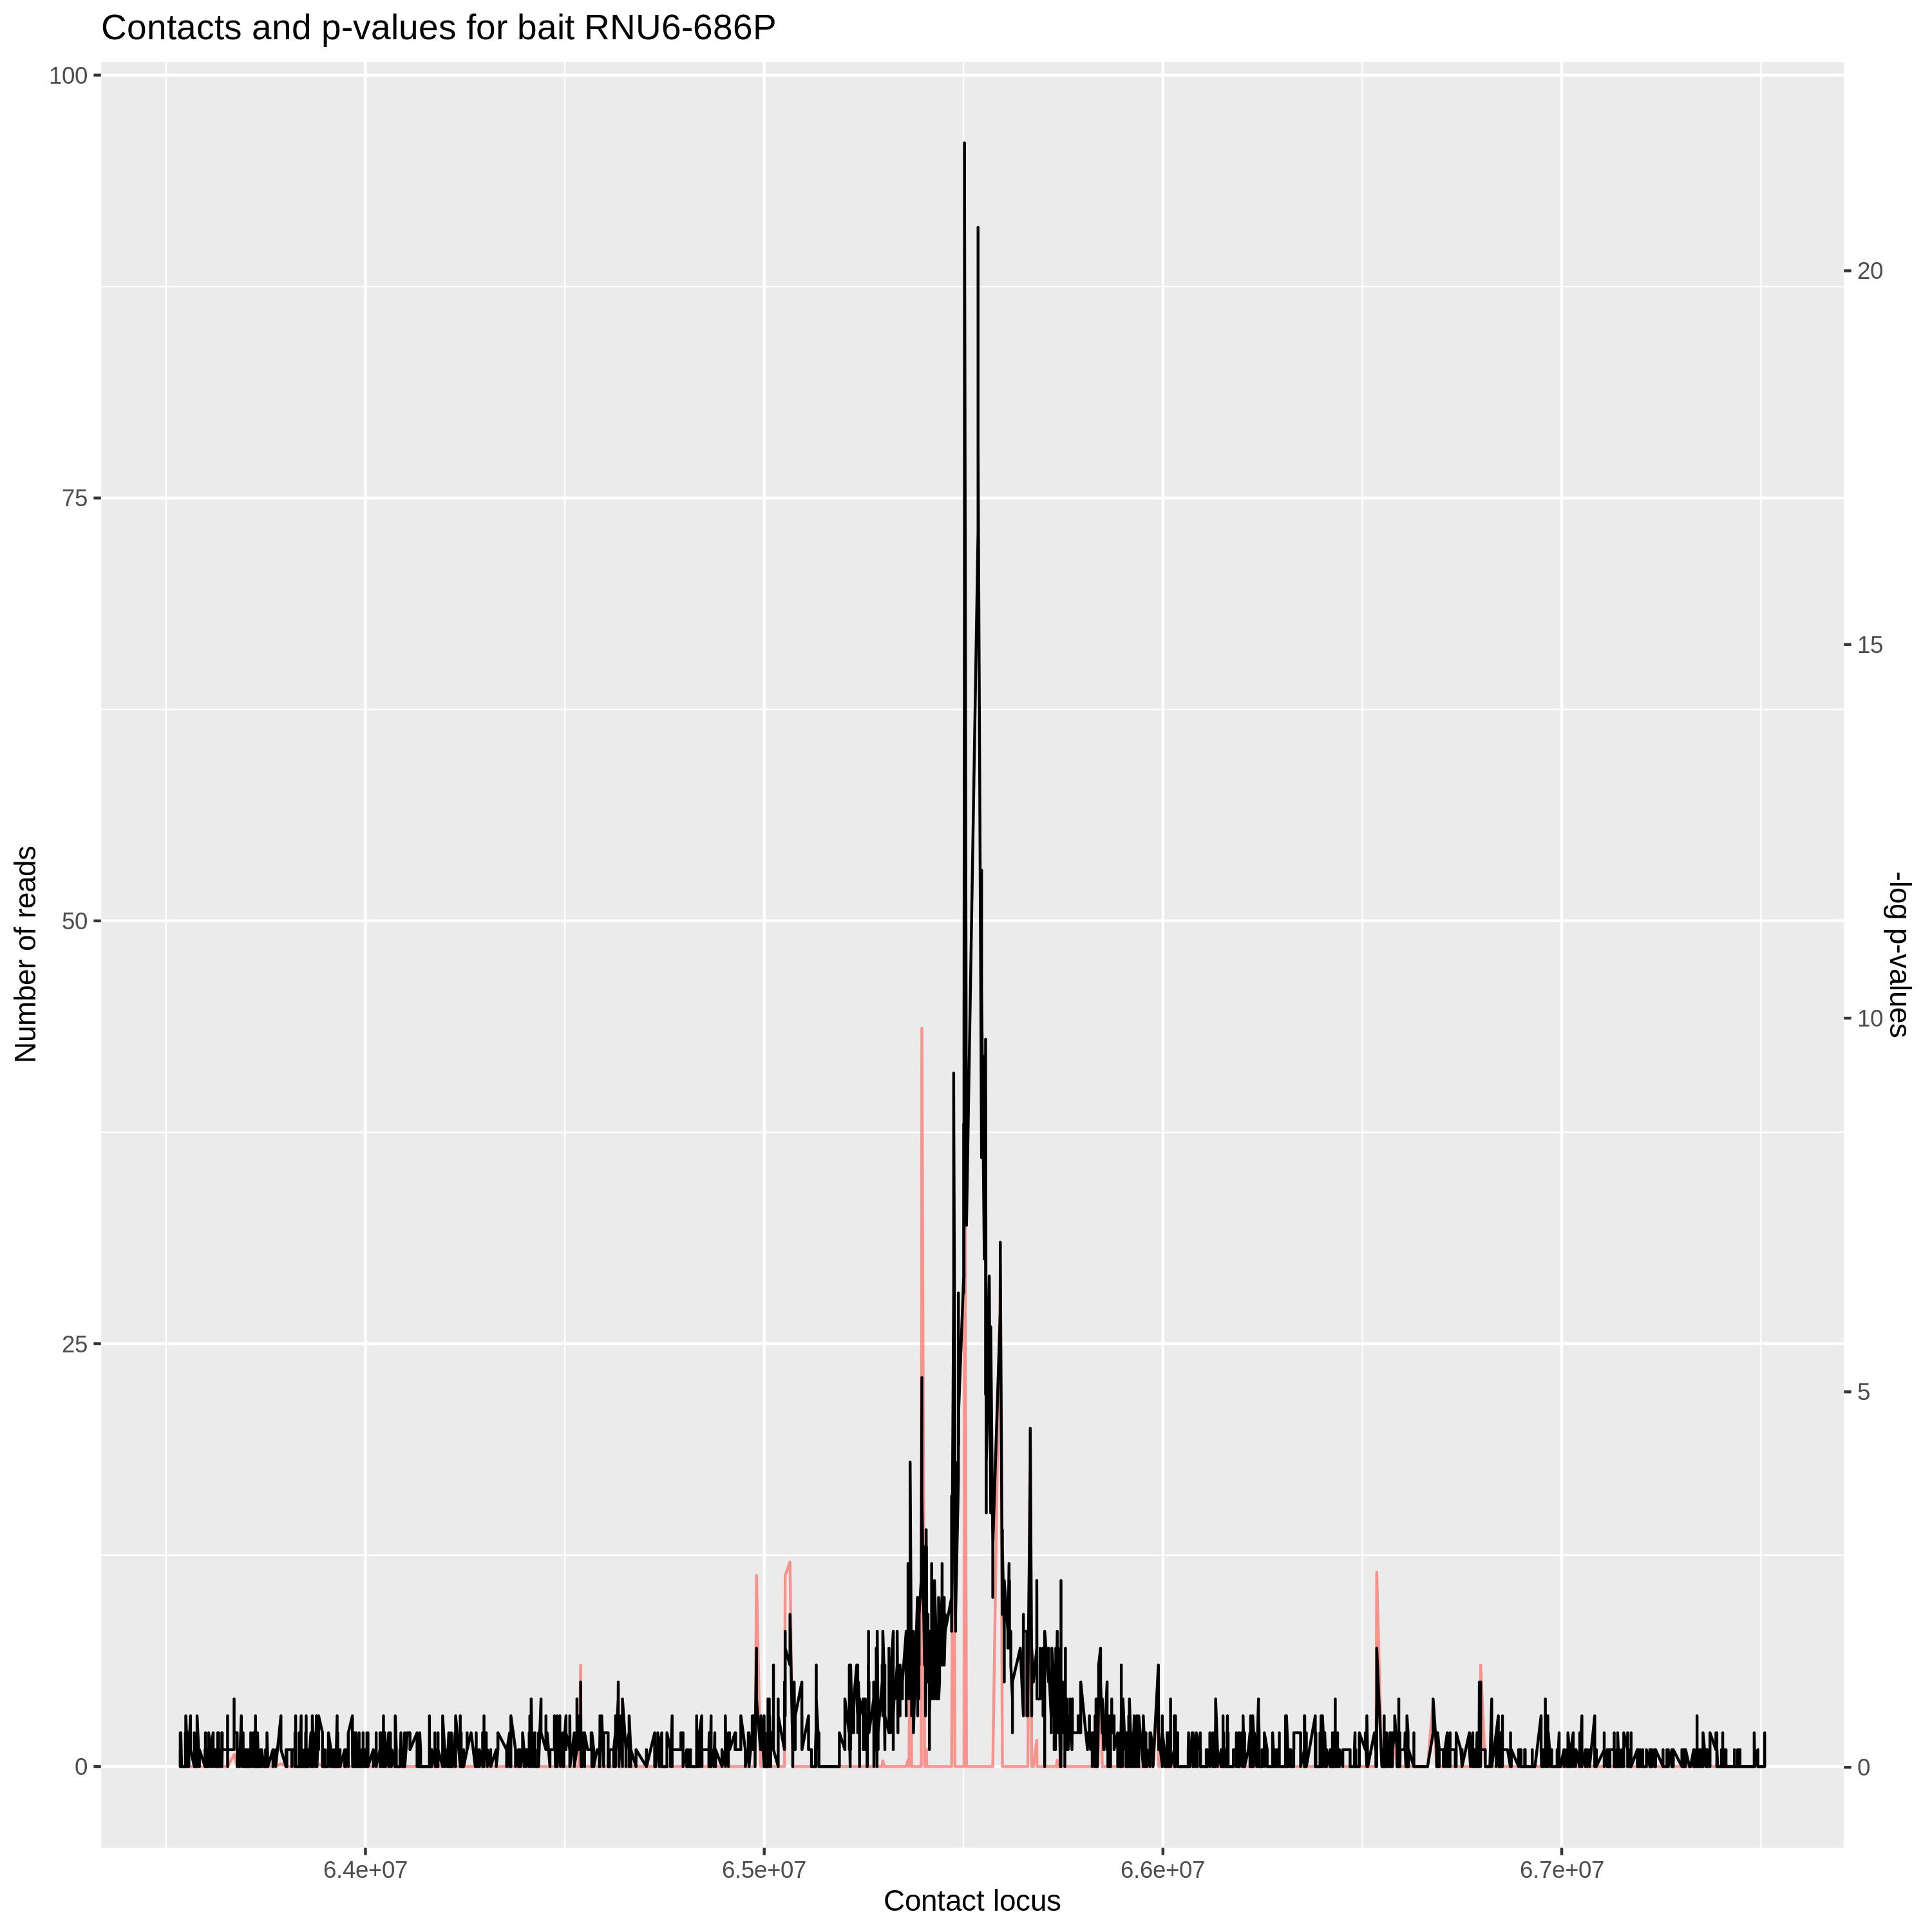 Contacts and p-values for bait RNU6-686P
100
75
50
25
0
Number of reads
20
15
10
5
0
-log p-values
6.4e+07
6.5e+07
6.6e+07
6.7e+07
Contact locus